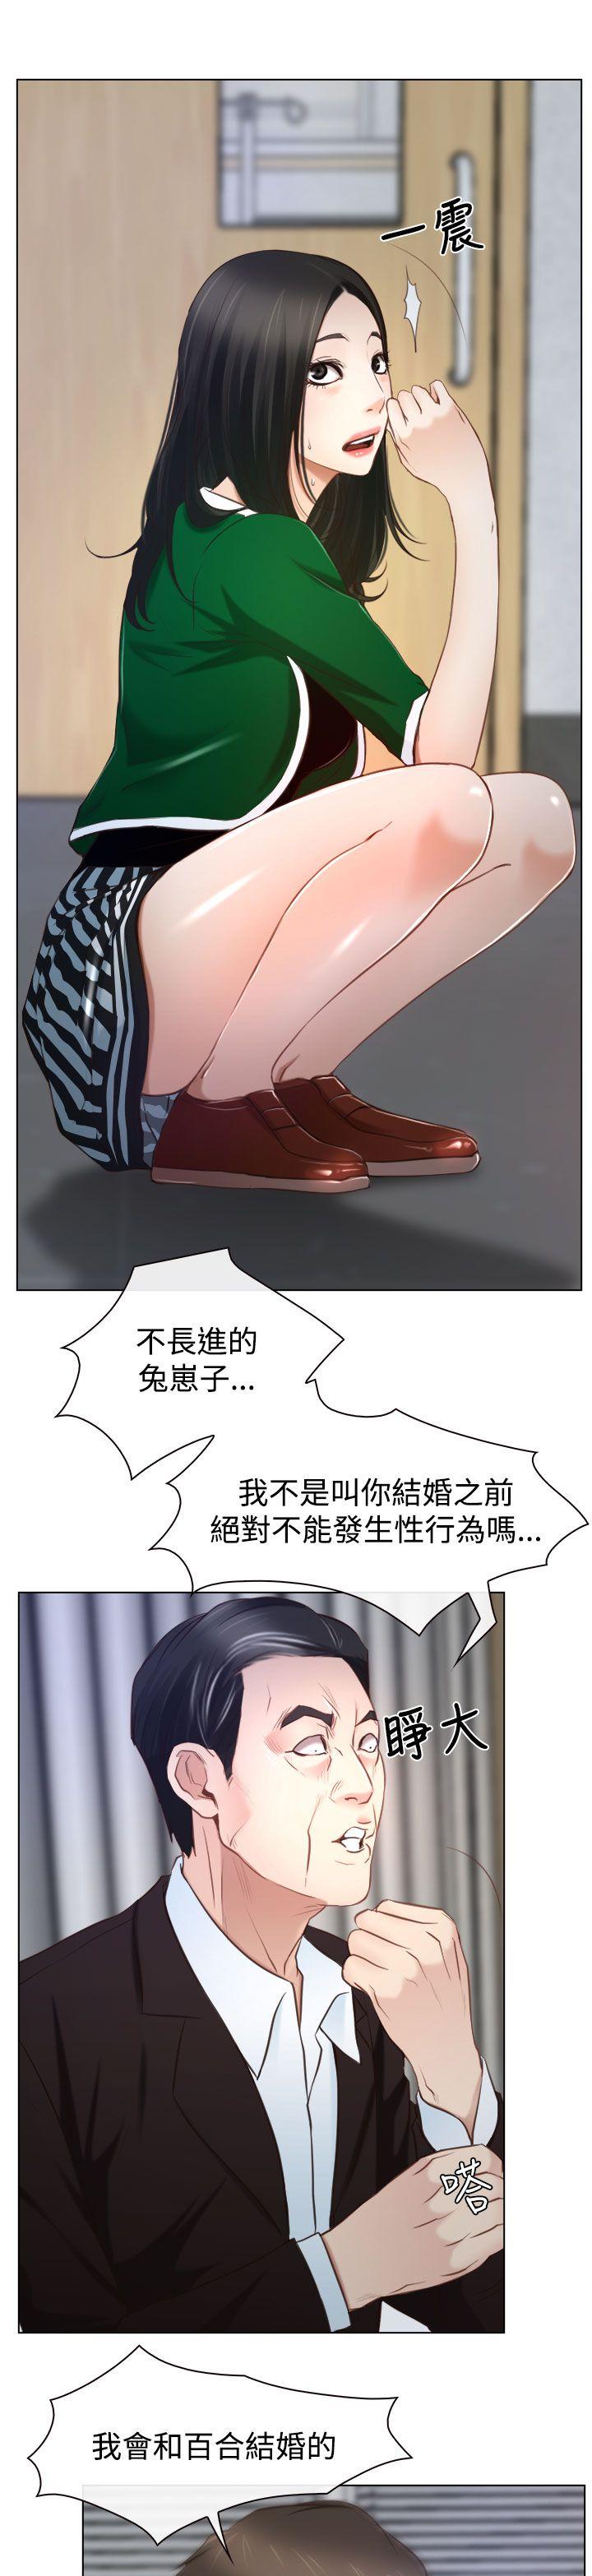 一震
不長進的
兔崽子...
我不是叫你結婚之前
絕對不能發生性行為嗎...
睜大
嗒
我會和百合結婚的